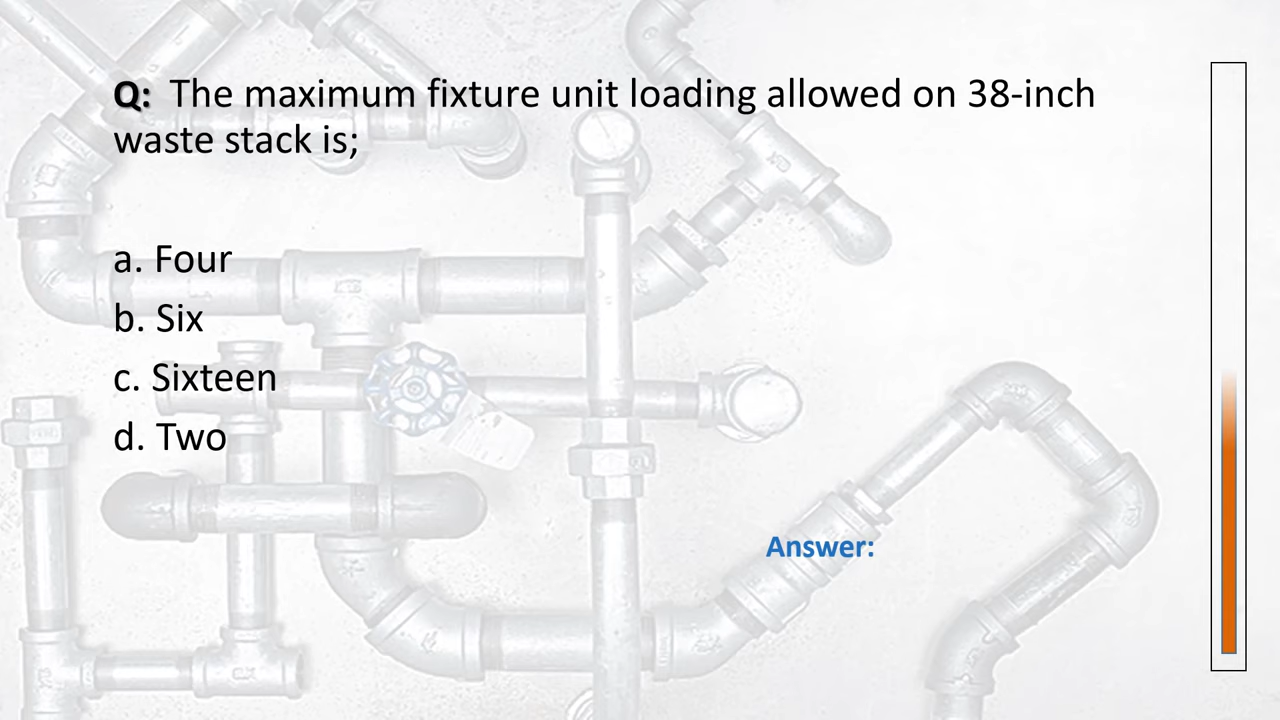 Q: The maximum fixture unit loading allowed on 38-inch
waste stack is;
a. Four
b. Six
c. Sixteen
d. Two
Answer: